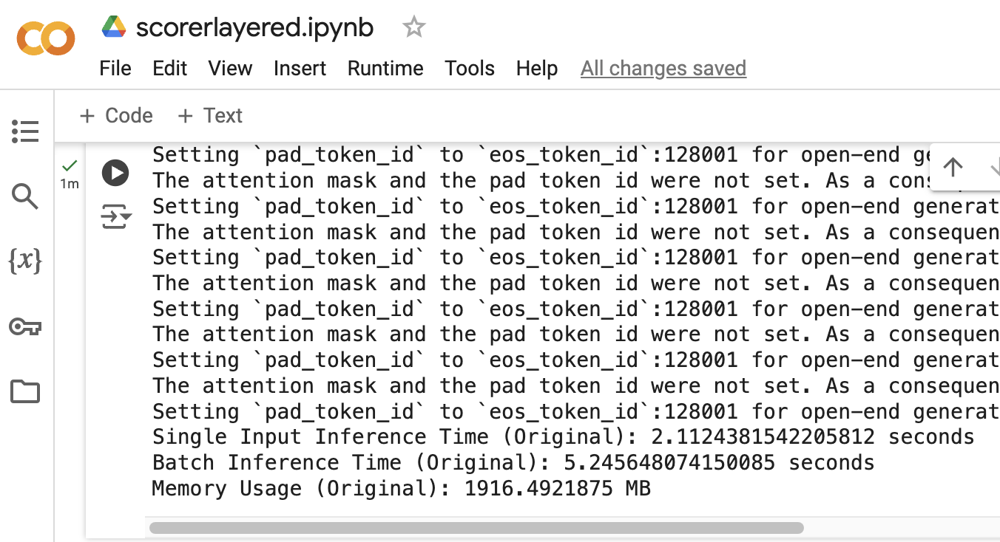 scorerlayered.ipynb
File Edit View Insert Runtime Tools Help All changes saved
+ Code + Text
1m
{x}
Setting `pad_token_id` to `eos_token_id`:128001 for open-end
The attention mask and the pad token id were not set. As a
Setting `pad_token_id` to `eos_token_id`:128001 for open-end generat
The attention mask and the pad token id were not set. As a consequen
Setting `pad_token_id` to `eos_token_id`:128001 for open-end generat
The attention mask and the pad token id were not set. As a consequen
Setting `pad_token_id` to `eos_token_id`:128001 for open-end generat
The attention mask and the pad token id were not set. As a consequen
Setting `pad_token_id` to `eos_token_id`:128001 for open-end generat
The attention mask and the pad token id were not set. As a consequen
Setting `pad_token_id` to `eos_token_id`:128001 for open-end generat
Single Input Inference Time (Original): 2.1124381542205812 seconds
Batch Inference Time (Original): 5.245648074150085 seconds
Memory Usage (Original): 1916.4921875 MB